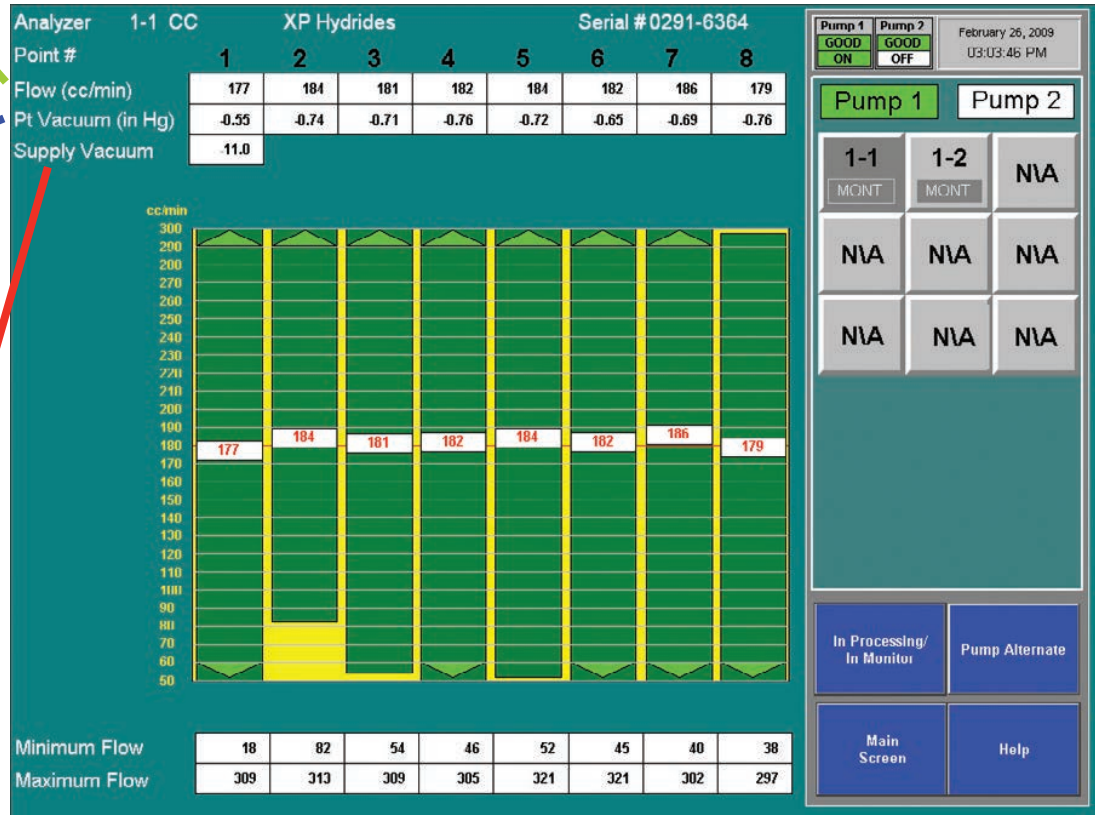 Analyzer 1-1 CC XP Hydrides Serial # 0291-6364
Point # 1 2 3 4 5 6 7 8
Flow (cc/min) 177 184 181 182 184 182 186 179
Pt Vacuum (in Hg) -0.55 -0.74 -0.71 -0.76 -0.72 -0.65 -0.69 -0.76
Supply Vacuum -11.0
cc/min
300
290
280
270
260
250
240
230
220
210
200
190
180
170
160
150
140
130
120
110
100
90
80
70
60
50
177 184 181 182 184 182 186 179
Minimum Flow 18 82 54 46 52 45 40 38
Maximum Flow 309 313 309 305 321 321 302 297
Pump 1 Pump 2
GOOD GOOD
ON OFF
February 26, 2009
03:03:46 PM
Pump 1 Pump 2
1-1 1-2 N\A
MONT MONT
N\A N\A N\A
N\A N\A N\A
In Processing/
In Monitor
Pump Alternate
Main
Screen
Help